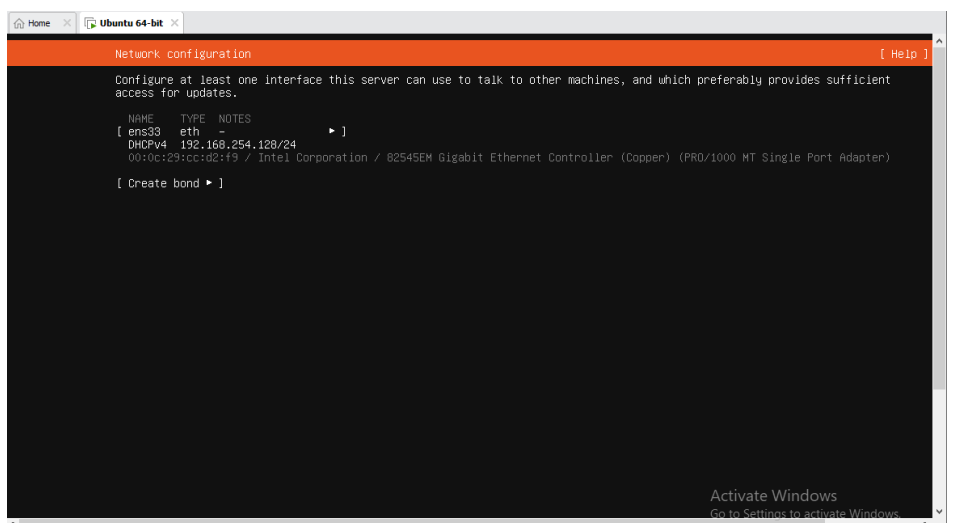 Home
Ubuntu 64-bit
Network configuration [ Help ]
Configure at least one interface this server can use to talk to other machines, and which preferably provides sufficient
access for updates.
NAME TYPE NOTES
[ ens33 eth - ▸ ]
DHCPv4 192.168.254.128/24
00:0c:29:cc:d2:f9 / Intel Corporation / 82545EM Gigabit Ethernet Controller (Copper) (PRO/1000 MT Single Port Adapter)
[ Create bond ▸ ]
Activate Windows
Go to Settings to activate Windows.